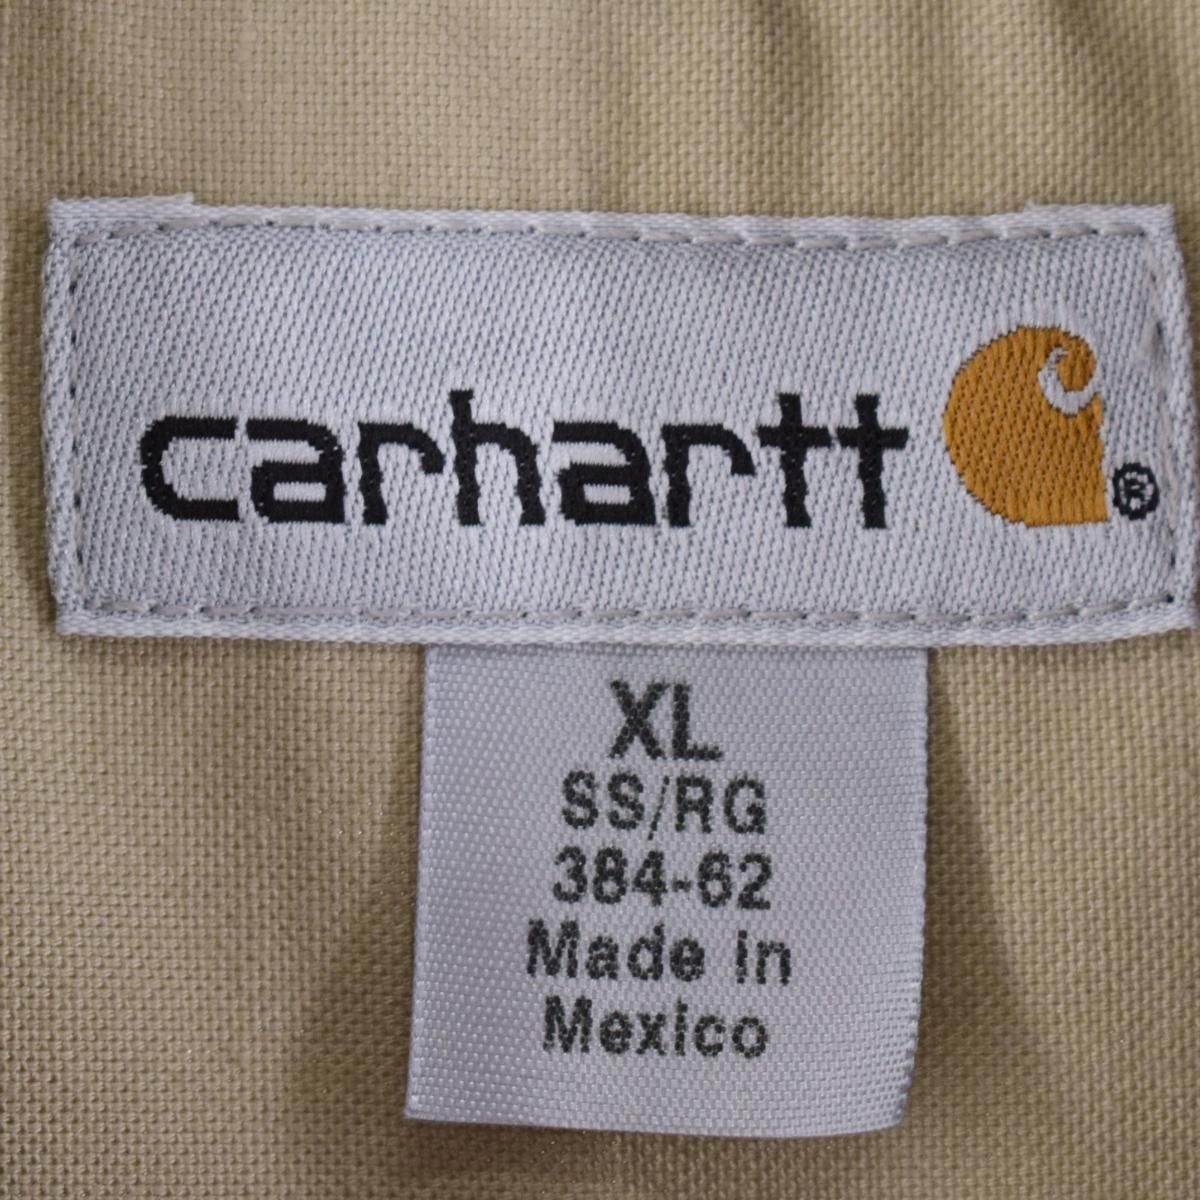 carhartt ®
XL
SS/RG
384-62
Made in
Mexico